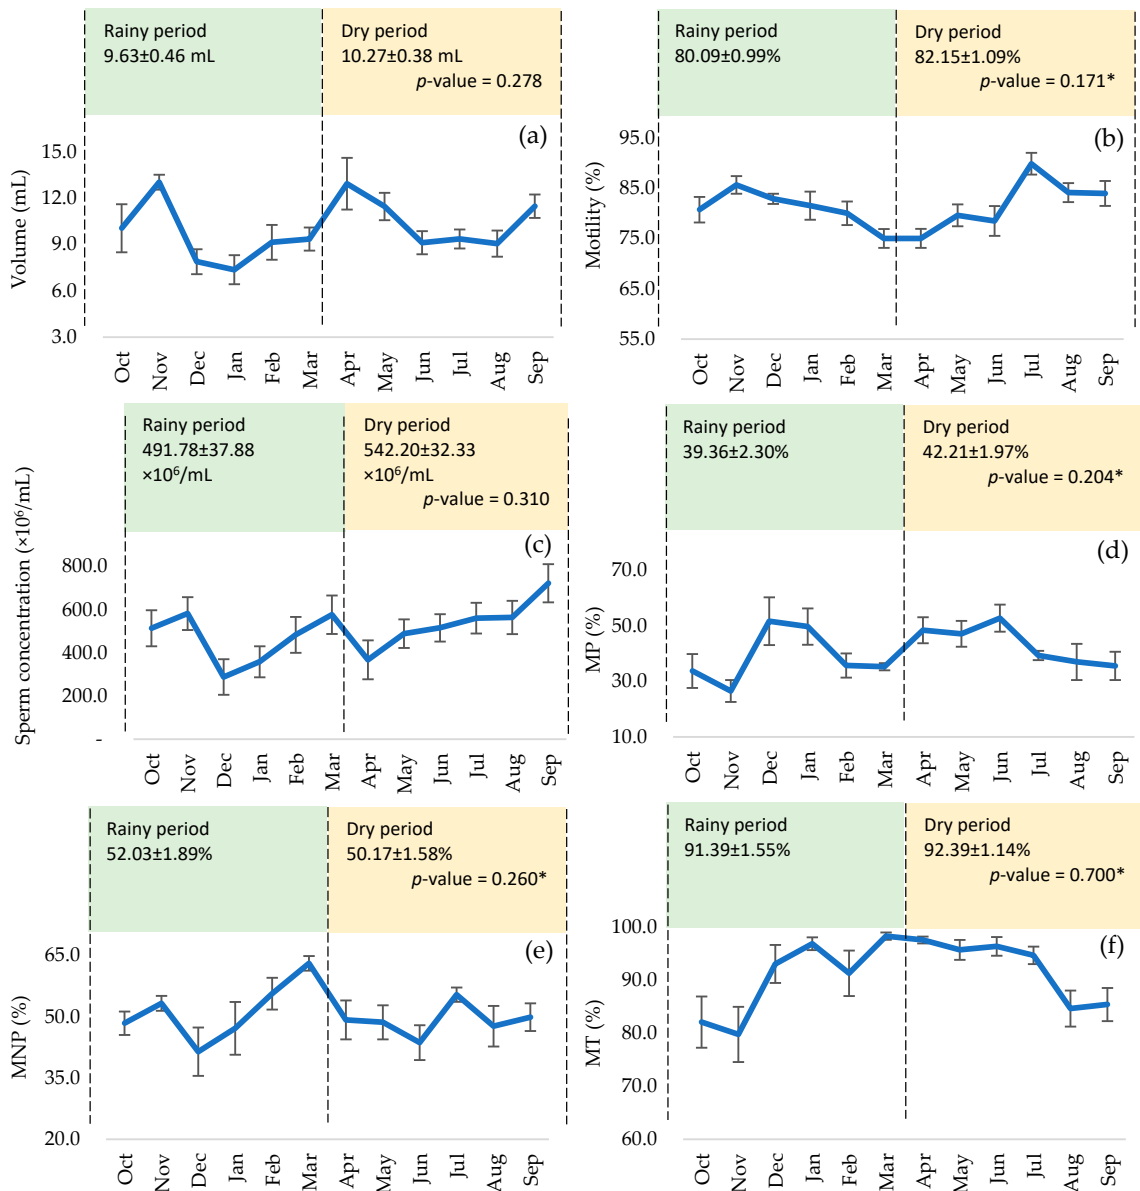 Rainy period
9.63±0.46 mL
Dry period
10.27±0.38 mL
p-value = 0.278
(a)
Volume (mL)
15.0
12.0
9.0
6.0
3.0
Oct
Nov
Dec
Jan
Feb
Mar
Apr
May
Jun
Jul
Aug
Sep
Rainy period
80.09±0.99%
Dry period
82.15±1.09%
p-value = 0.171*
(b)
Motility (%)
95.0
85.0
75.0
65.0
55.0
Oct
Nov
Dec
Jan
Feb
Mar
Apr
May
Jun
Jul
Aug
Sep
Rainy period
491.78±37.88
×10⁶/mL
Dry period
542.20±32.33
×10⁶/mL
p-value = 0.310
(c)
Sperm concentration (×10⁶/mL)
800.0
600.0
400.0
200.0
-
Oct
Nov
Dec
Jan
Feb
Mar
Apr
May
Jun
Jul
Aug
Sep
Rainy period
39.36±2.30%
Dry period
42.21±1.97%
p-value = 0.204*
(d)
MP (%)
70.0
50.0
30.0
10.0
Oct
Nov
Dec
Jan
Feb
Mar
Apr
May
Jun
Jul
Aug
Sep
Rainy period
52.03±1.89%
Dry period
50.17±1.58%
p-value = 0.260*
(e)
MNP (%)
65.0
50.0
35.0
20.0
Oct
Nov
Dec
Jan
Feb
Mar
Apr
May
Jun
Jul
Aug
Sep
Rainy period
91.39±1.55%
Dry period
92.39±1.14%
p-value = 0.700*
(f)
MT (%)
100.0
90.0
80.0
70.0
60.0
Oct
Nov
Dec
Jan
Feb
Mar
Apr
May
Jun
Jul
Aug
Sep